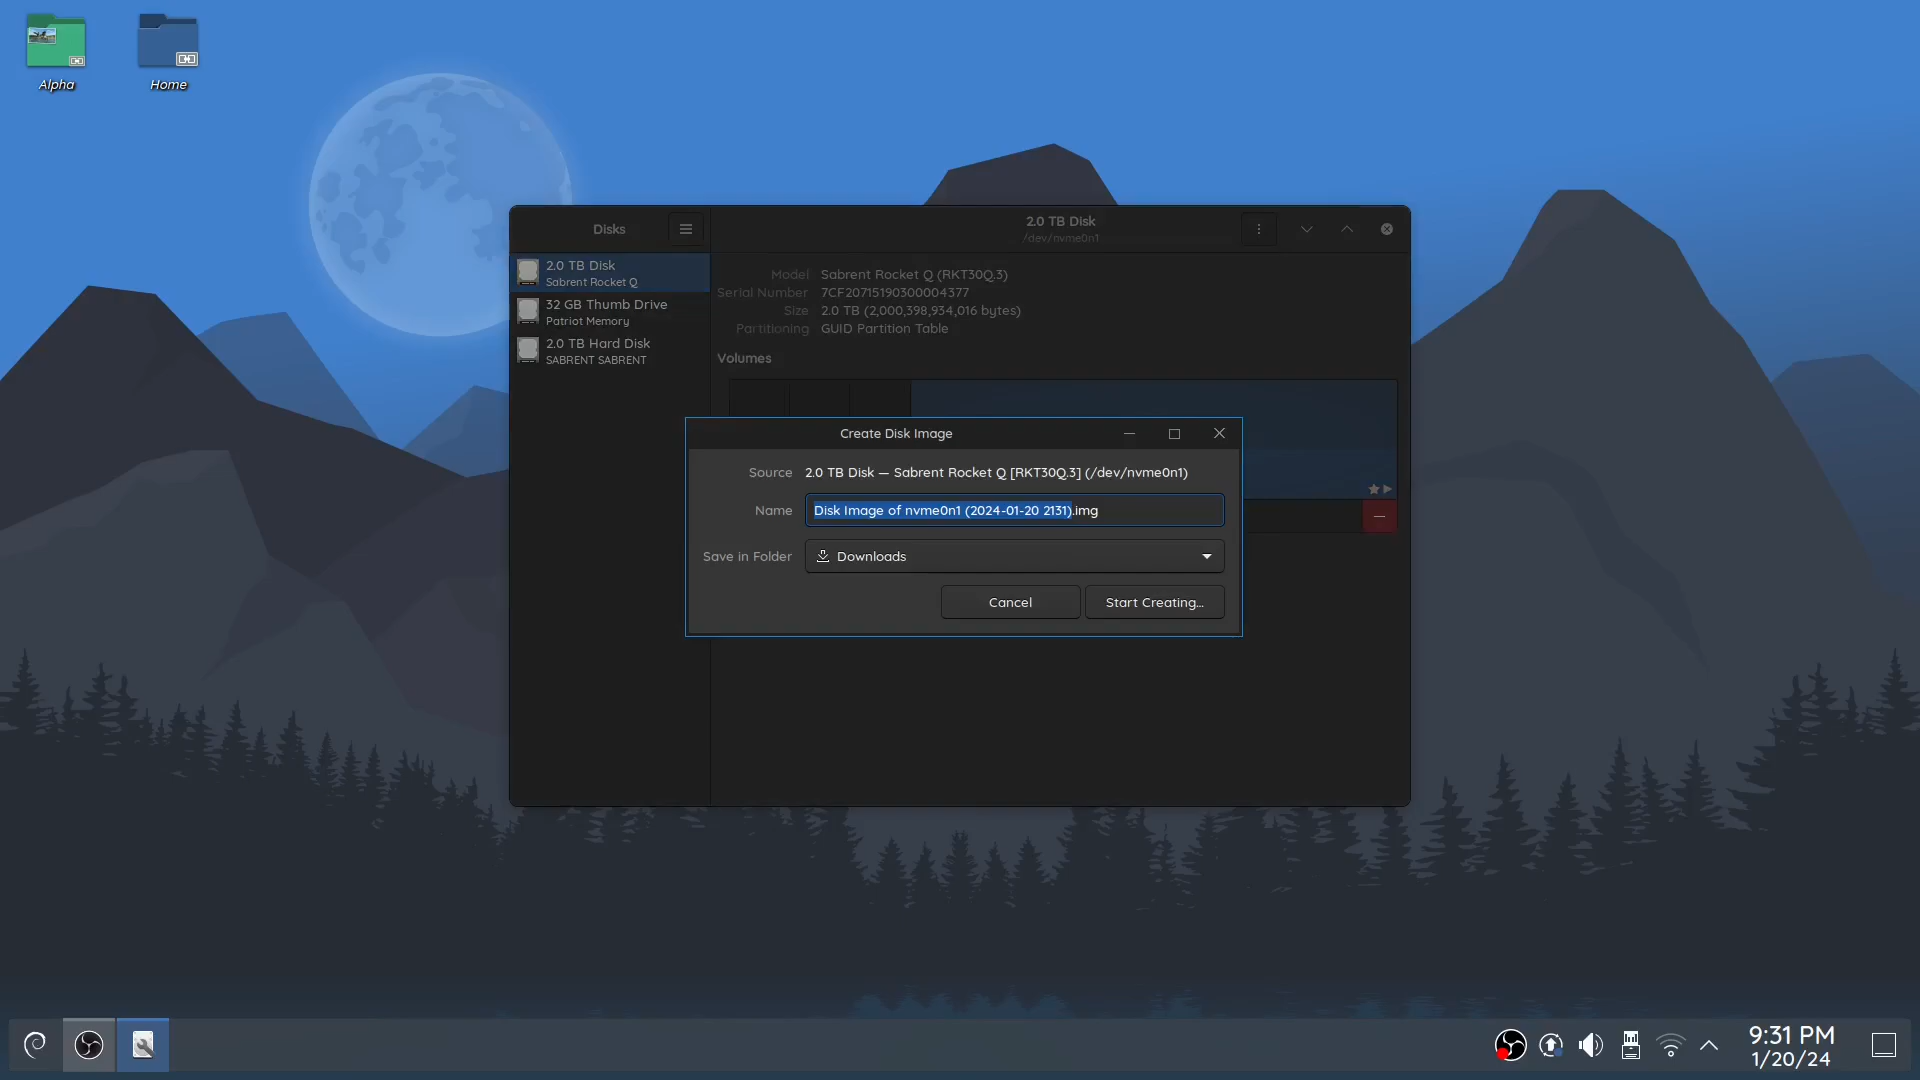 Alpha
Home
Disks
2.0 TB Disk
/dev/nvme0n1
2.0 TB Disk
Sabrent Rocket Q
32 GB Thumb Drive
Patriot Memory
2.0 TB Hard Disk
SABRENT SABRENT
Model Sabrent Rocket Q (RKT30Q.3)
Serial Number 7CF20715190300004377
Size 2.0 TB (2,000,398,934,016 bytes)
Partitioning GUID Partition Table
Volumes
Create Disk Image
Source 2.0 TB Disk — Sabrent Rocket Q [RKT30Q.3] (/dev/nvme0n1)
Name Disk Image of nvme0n1 (2024-01-20 2131).img
Save in Folder Downloads
Cancel Start Creating...
9:31 PM
1/20/24